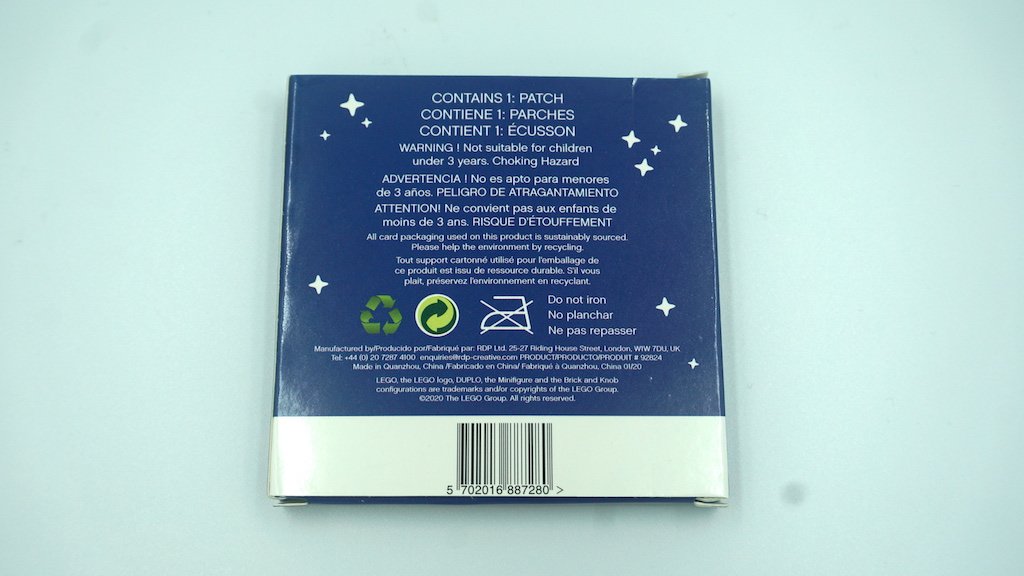 CONTAINS 1: PATCH
CONTIENE 1: PARCHES
CONTIENT 1: ÉCUSSON
WARNING ! Not suitable for children
under 3 years. Choking Hazard
ADVERTENCIA ! No es apto para menores
de 3 años. PELIGRO DE ATRAGANTAMIENTO
ATTENTION! Ne convient pas aux enfants de
moins de 3 ans. RISQUE D'ÉTOUFFEMENT
All card packaging used on this product is sustainably sourced.
Please help the environment by recycling.
Tout support cartonné utilisé pour l'emballage de
ce produit est issu de ressource durable. S'il vous
plait, préservez l'environnement en recyclant.
Do not iron
No planchar
Ne pas repasser
Manufactured by/Producido por/Fabriqué par: RDP Ltd. 25-27 Riding House Street, London, W1W 7DU, UK
Tel: +44 (0) 20 7287 4100 enquiries@rdp-creative.com PRODUCT/PRODUCTO/PRODUIT # 92824
Made in Quanzhou, China /Fabricado en China/ Fabriqué à Quanzhou, China 01/20
LEGO, the LEGO logo, DUPLO, the Minifigure and the Brick and Knob
configurations are trademarks and/or copyrights of the LEGO Group.
©2020 The LEGO Group. All rights reserved.
5 702016 887280 >